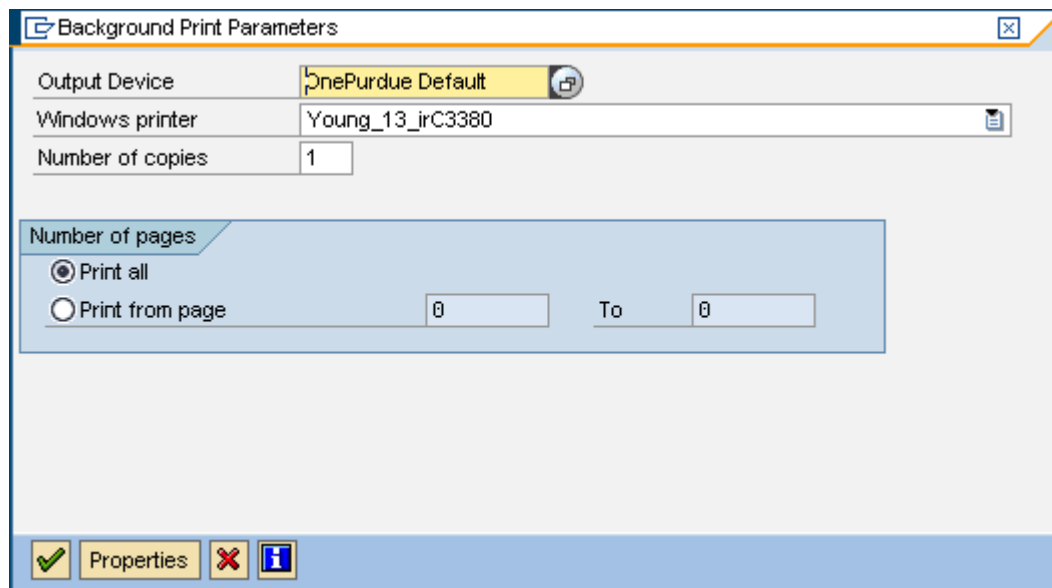 Background Print Parameters
Output Device OnePurdue Default
Windows printer Young_13_irC3380
Number of copies 1
Number of pages
Print all
Print from page 0 To 0
Properties